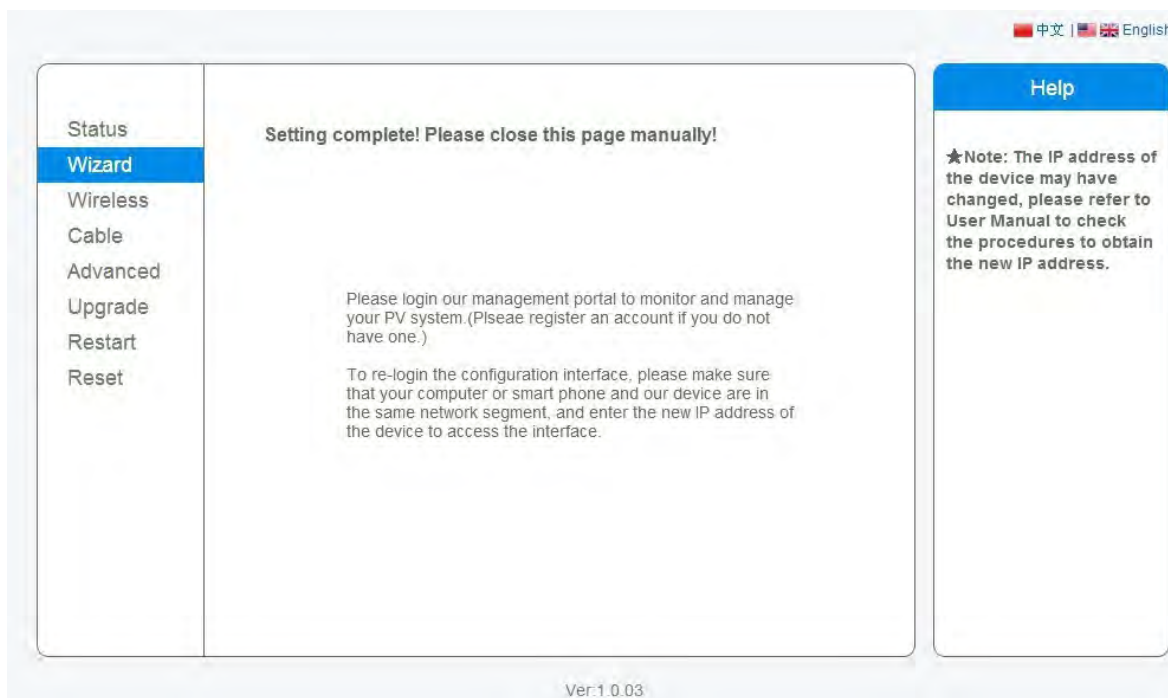 中文 | English
Status
Wizard
Wireless
Cable
Advanced
Upgrade
Restart
Reset
Setting complete! Please close this page manually!
Please login our management portal to monitor and manage
your PV system.(Plseae register an account if you do not
have one.)
To re-login the configuration interface, please make sure
that your computer or smart phone and our device are in
the same network segment, and enter the new IP address of
the device to access the interface.
Help
★Note: The IP address of
the device may have
changed, please refer to
User Manual to check
the procedures to obtain
the new IP address.
Ver:1.0.03